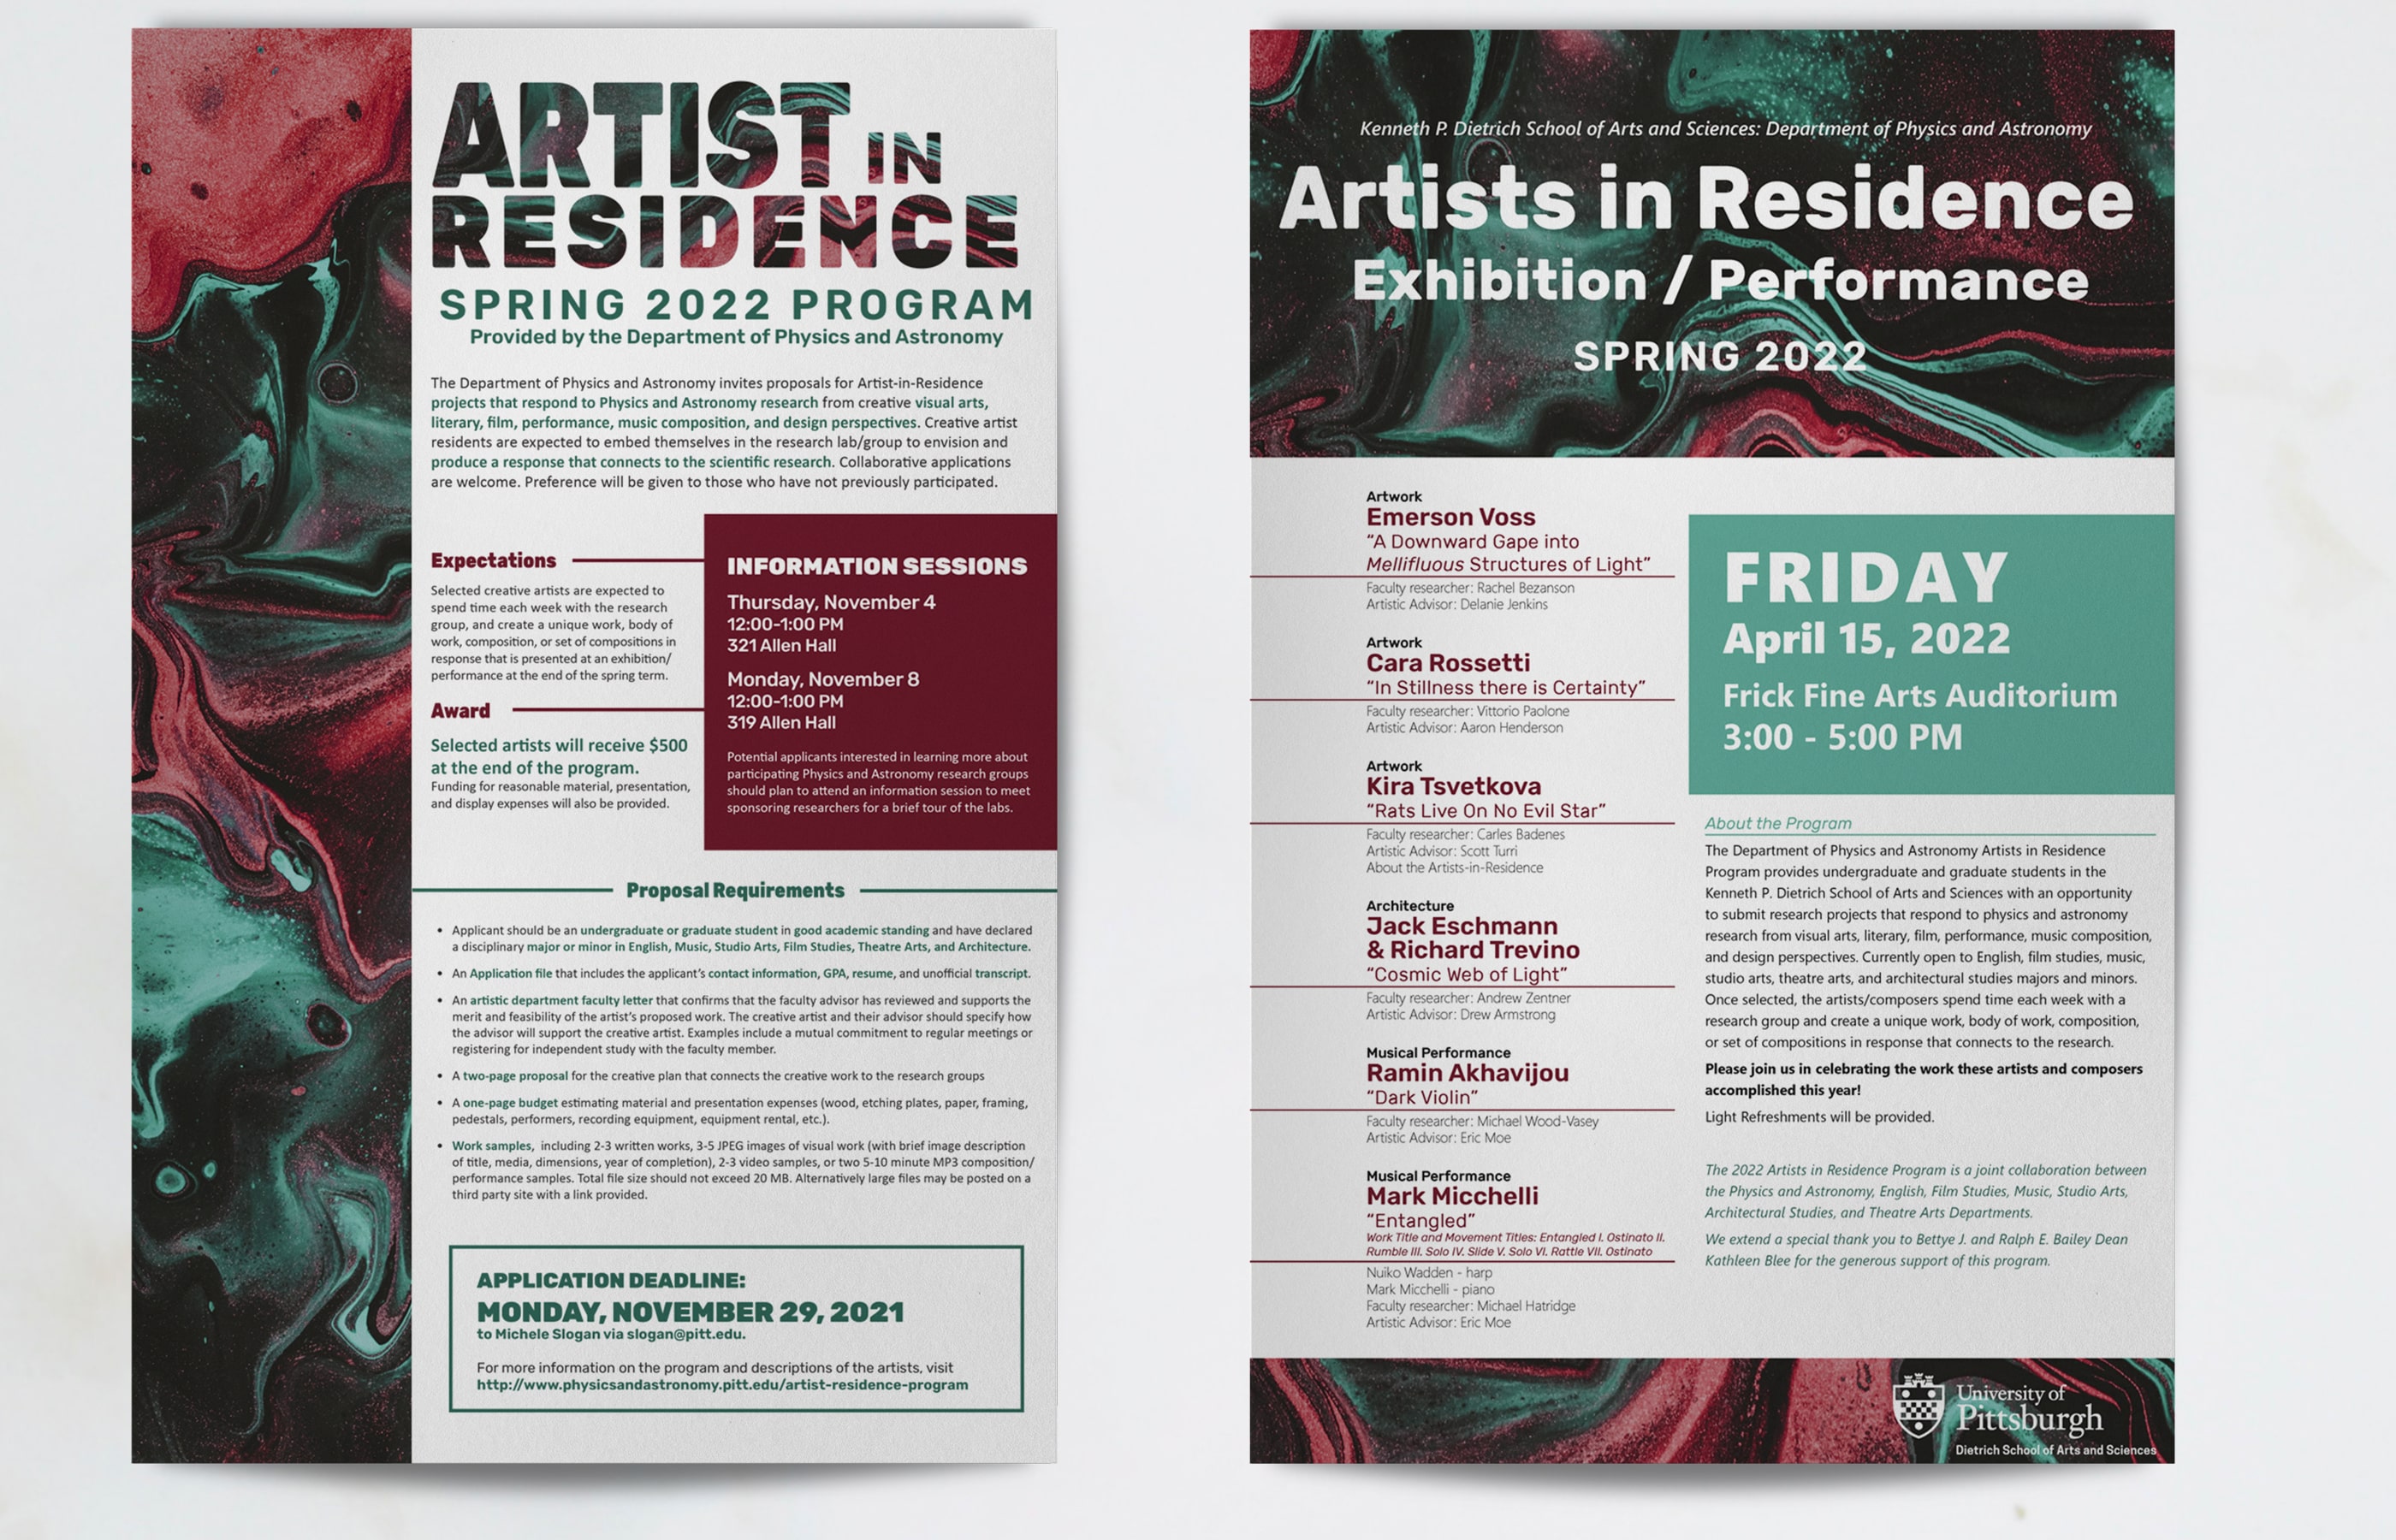 ARTIST IN
RESIDENCE
SPRING 2022 PROGRAM
Provided by the Department of Physics and Astronomy
The Department of Physics and Astronomy invites proposals for Artist-in-Residence
projects that respond to Physics and Astronomy research from creative visual arts,
literary, film, performance, music composition, and design perspectives. Creative artist
residents are expected to embed themselves in the research lab/group to envision and
produce a response that connects to the scientific research. Collaborative applications
are welcome. Preference will be given to those who have not previously participated.
Expectations
Selected creative artists are expected to
spend time each week with the research
group, and create a unique work, body of
work, composition, or set of compositions in
response that is presented at an exhibition/
performance at the end of the spring term.
Award
Selected artists will receive $500
at the end of the program.
Funding for reasonable material, presentation,
and display expenses will also be provided.
INFORMATION SESSIONS
Thursday, November 4
12:00-1:00 PM
321 Allen Hall
Monday, November 8
12:00-1:00 PM
319 Allen Hall
Potential applicants interested in learning more about
participating Physics and Astronomy research groups
should plan to attend an information session to meet
sponsoring researchers for a brief tour of the labs.
Proposal Requirements
• Applicant should be an undergraduate or graduate student in good academic standing and have declared
a disciplinary major or minor in English, Music, Studio Arts, Film Studies, Theatre Arts, and Architecture.
• An Application file that includes the applicant's contact information, GPA, resume, and unofficial transcript.
• An artistic department faculty letter that confirms that the faculty advisor has reviewed and supports the
merit and feasibility of the artist's proposed work. The creative artist and their advisor should specify how
the advisor will support the creative artist. Examples include a mutual commitment to regular meetings or
registering for independent study with the faculty member.
• A two-page proposal for the creative plan that connects the creative work to the research groups
• A one-page budget estimating material and presentation expenses (wood, etching plates, paper, framing,
pedestals, performers, recording equipment, equipment rental, etc.).
• Work samples, including 2-3 written works, 3-5 JPEG images of visual work (with brief image description
of title, media, dimensions, year of completion), 2-3 video samples, or two 5-10 minute MP3 composition/
performance samples. Total file size should not exceed 20 MB. Alternatively large files may be posted on a
third party site with a link provided.
APPLICATION DEADLINE:
MONDAY, NOVEMBER 29, 2021
to Michele Slogan via slogan@pitt.edu.
For more information on the program and descriptions of the artists, visit
http://www.physicsandastronomy.pitt.edu/artist-residence-program
Kenneth P. Dietrich School of Arts and Sciences: Department of Physics and Astronomy
Artists in Residence
Exhibition / Performance
SPRING 2022
Artwork
Emerson Voss
"A Downward Gape into
Mellifluous Structures of Light"
Faculty researcher: Rachel Bezanson
Artistic Advisor: Delanie Jenkins
Artwork
Cara Rossetti
"In Stillness there is Certainty"
Faculty researcher: Vittorio Paolone
Artistic Advisor: Aaron Henderson
Artwork
Kira Tsvetkova
"Rats Live On No Evil Star"
Faculty researcher: Carles Badenes
Artistic Advisor: Scott Turri
About the Artists-in-Residence
Architecture
Jack Eschmann
& Richard Trevino
"Cosmic Web of Light"
Faculty researcher: Andrew Zentner
Artistic Advisor: Drew Armstrong
Musical Performance
Ramin Akhavijou
"Dark Violin"
Faculty researcher: Michael Wood-Vasey
Artistic Advisor: Eric Moe
Musical Performance
Mark Micchelli
"Entangled"
Work Title and Movement Titles: Entangled I. Ostinato II.
Rumble III. Solo IV. Slide V. Solo VI. Rattle VII. Ostinato
Nuiko Wadden - harp
Mark Micchelli - piano
Faculty researcher: Michael Hatridge
Artistic Advisor: Eric Moe
FRIDAY
April 15, 2022
Frick Fine Arts Auditorium
3:00 - 5:00 PM
About the Program
The Department of Physics and Astronomy Artists in Residence
Program provides undergraduate and graduate students in the
Kenneth P. Dietrich School of Arts and Sciences with an opportunity
to submit research projects that respond to physics and astronomy
research from visual arts, literary, film, performance, music composition,
and design perspectives. Currently open to English, film studies, music,
studio arts, theatre arts, and architectural studies majors and minors.
Once selected, the artists/composers spend time each week with a
research group and create a unique work, body of work, composition,
or set of compositions in response that connects to the research.
Please join us in celebrating the work these artists and composers
accomplished this year!
Light Refreshments will be provided.
The 2022 Artists in Residence Program is a joint collaboration between
the Physics and Astronomy, English, Film Studies, Music, Studio Arts,
Architectural Studies, and Theatre Arts Departments.
We extend a special thank you to Bettye J. and Ralph E. Bailey Dean
Kathleen Blee for the generous support of this program.
University of
Pittsburgh
Dietrich School of Arts and Sciences